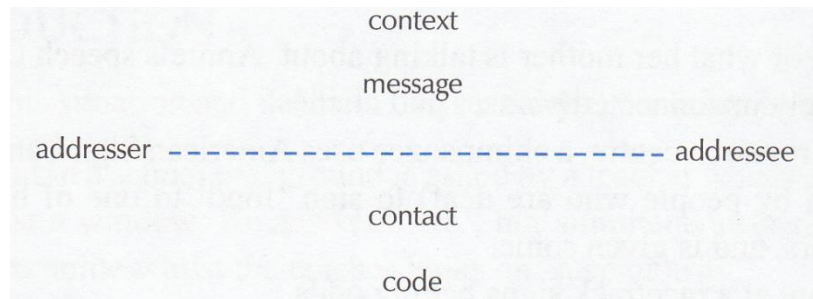 context
message
addresser addressee
contact
code